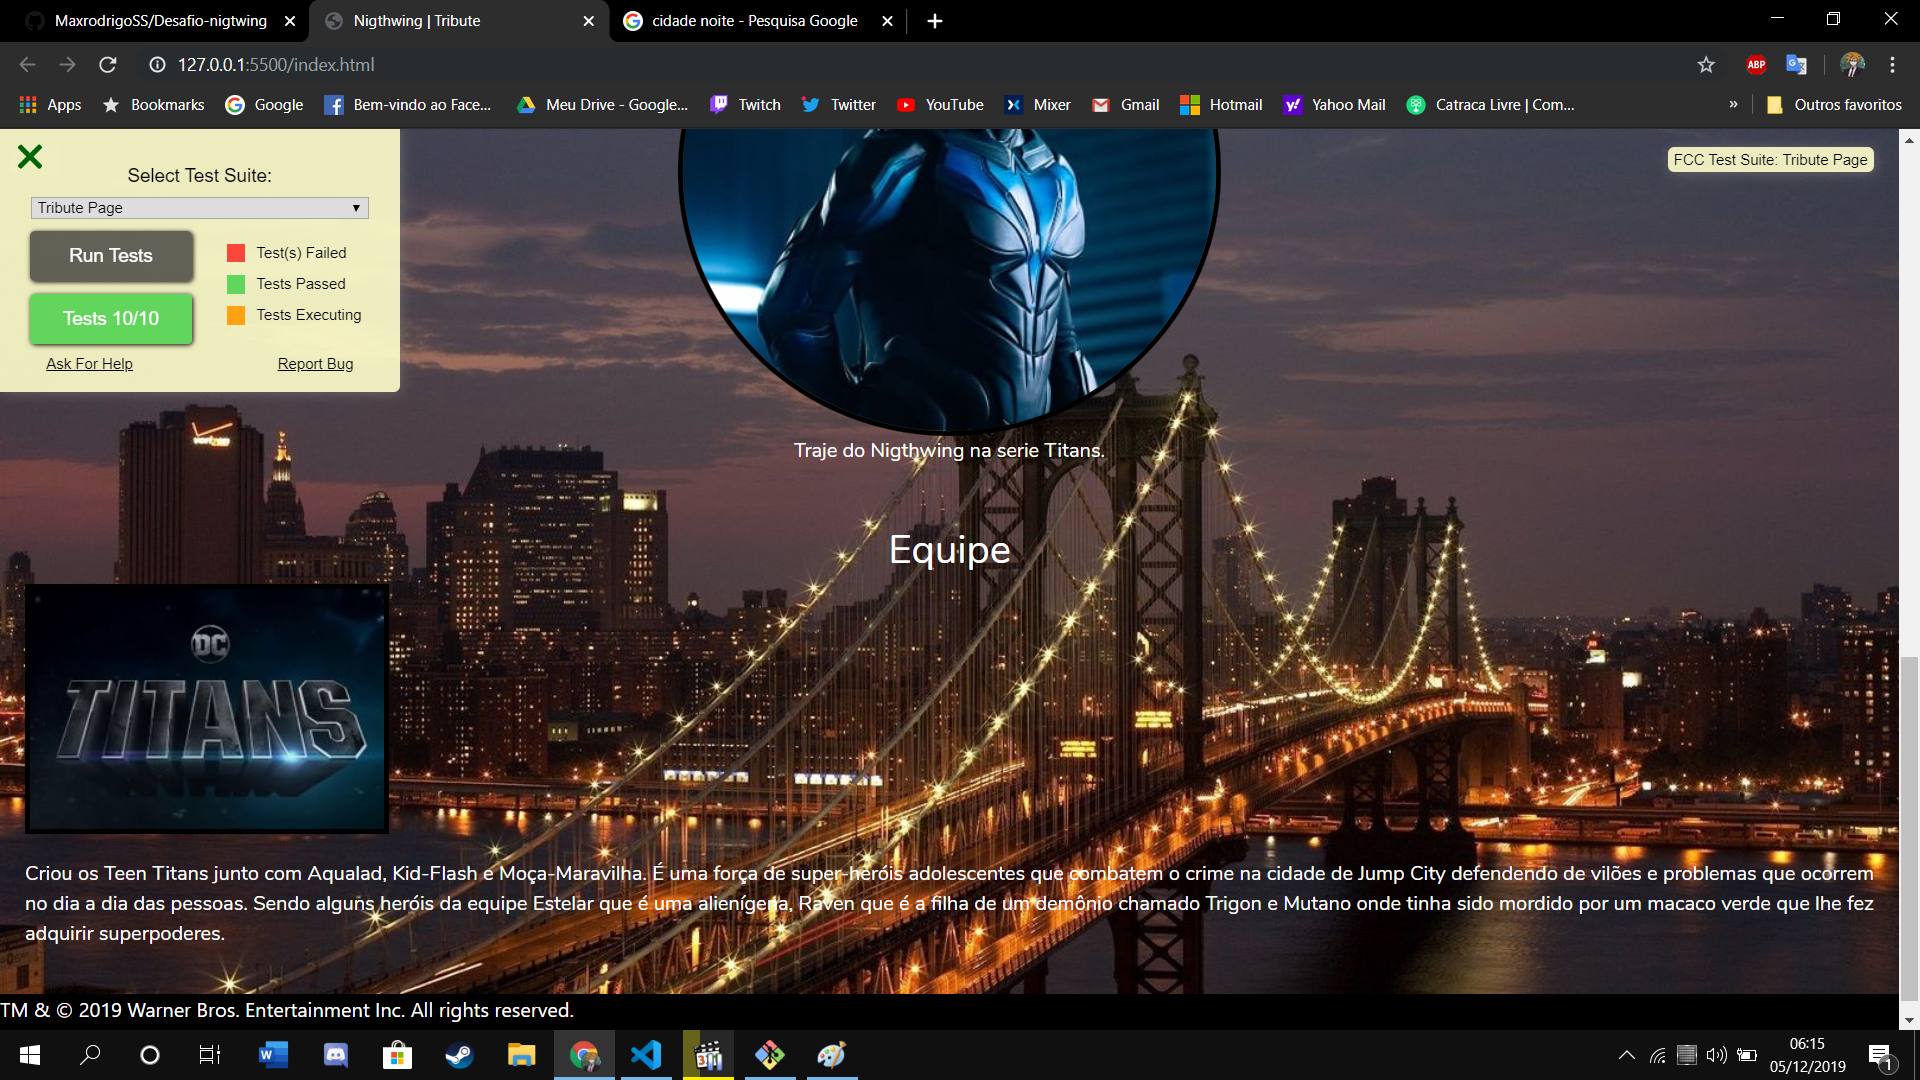 MaxrodrigoSS/Desafio-nigtwing
Nigthwing | Tribute
cidade noite - Pesquisa Google
127.0.0.1:5500/index.html
ABP
Apps
Bookmarks
Google
Bem-vindo ao Face...
Meu Drive - Google...
Twitch
Twitter
YouTube
Mixer
Gmail
Hotmail
Yahoo Mail
Catraca Livre | Com...
»
Outros favoritos
Select Test Suite:
Tribute Page
Run Tests
Tests 10/10
Test(s) Failed
Tests Passed
Tests Executing
Ask For Help
Report Bug
FCC Test Suite: Tribute Page
verizon
Traje do Nigthwing na serie Titans.
Equipe
DC
TITANS
Criou os Teen Titans junto com Aqualad, Kid-Flash e Moça-Maravilha. É uma força de super-heróis adolescentes que combatem o crime na cidade de Jump City defendendo de vilões e problemas que ocorrem
no dia a dia das pessoas. Sendo alguns heróis da equipe Estelar que é uma alienígena, Raven que é a filha de um demônio chamado Trigon e Mutano onde tinha sido mordido por um macaco verde que lhe fez
adquirir superpoderes.
TM & © 2019 Warner Bros. Entertainment Inc. All rights reserved.
06:15
05/12/2019
1